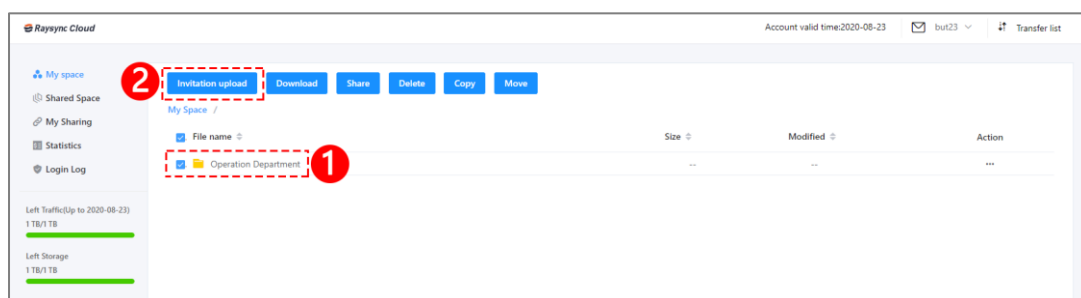 Raysync Cloud
Account valid time:2020-08-23
but23
Transfer list
My space
Shared Space
My Sharing
Statistics
Login Log
Left Traffic(Up to 2020-08-23)
1 TB/1 TB
Left Storage
1 TB/1 TB
2
Invitation upload Download Share Delete Copy Move
My Space /
File name Size Modified Action
Operation Department -- -- ...
1